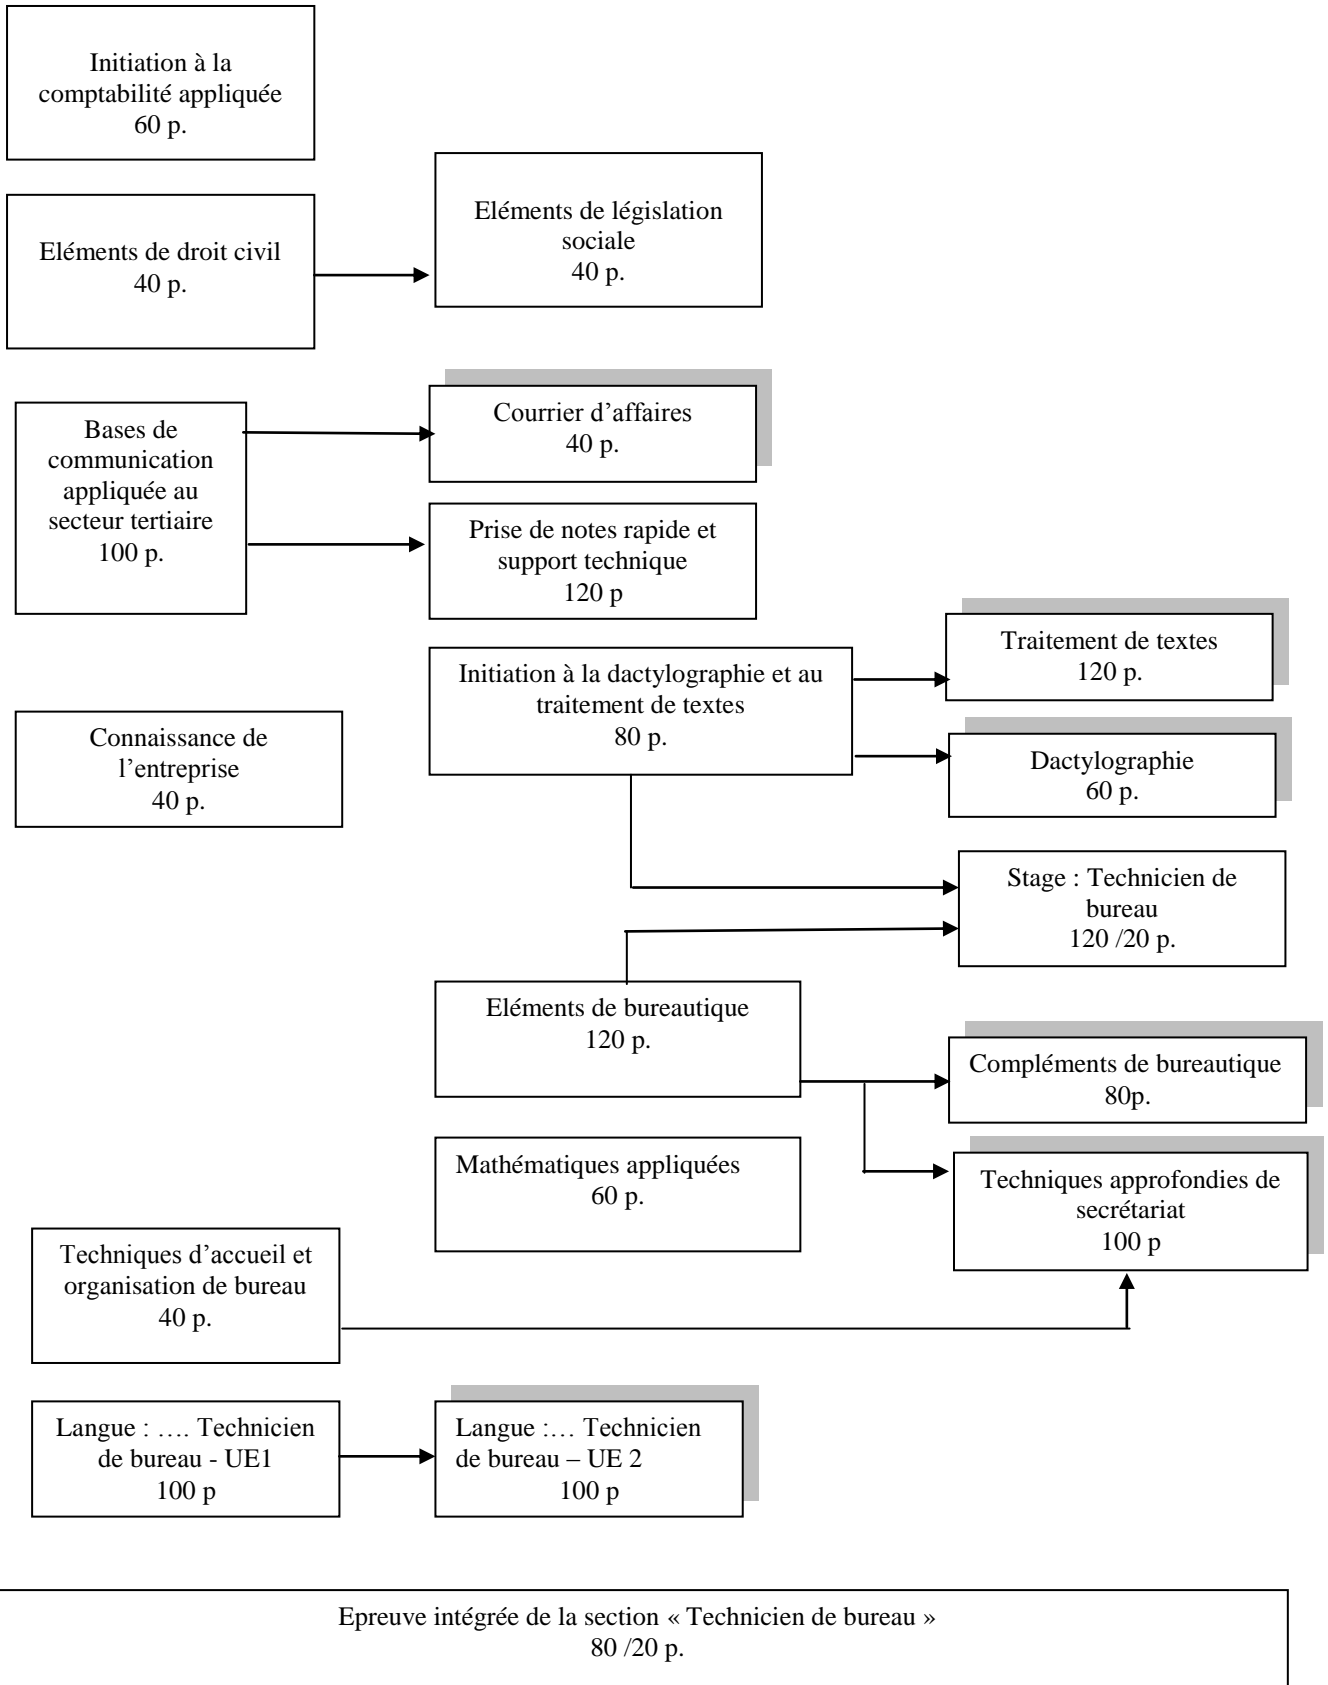 Initiation à la
comptabilité appliquée
60 p.
Eléments de droit civil
40 p.
Eléments de législation
sociale
40 p.
Bases de
communication
appliquée au
secteur tertiaire
100 p.
Courrier d’affaires
40 p.
Prise de notes rapide et
support technique
120 p
Initiation à la dactylographie et au
traitement de textes
80 p.
Traitement de textes
120 p.
Connaissance de
l’entreprise
40 p.
Dactylographie
60 p.
Stage : Technicien de
bureau
120 /20 p.
Eléments de bureautique
120 p.
Compléments de bureautique
80p.
Mathématiques appliquées
60 p.
Techniques approfondies de
secrétariat
100 p
Techniques d’accueil et
organisation de bureau
40 p.
Langue : …. Technicien
de bureau - UE1
100 p
Langue :… Technicien
de bureau – UE 2
100 p
Epreuve intégrée de la section « Technicien de bureau »
80 /20 p.